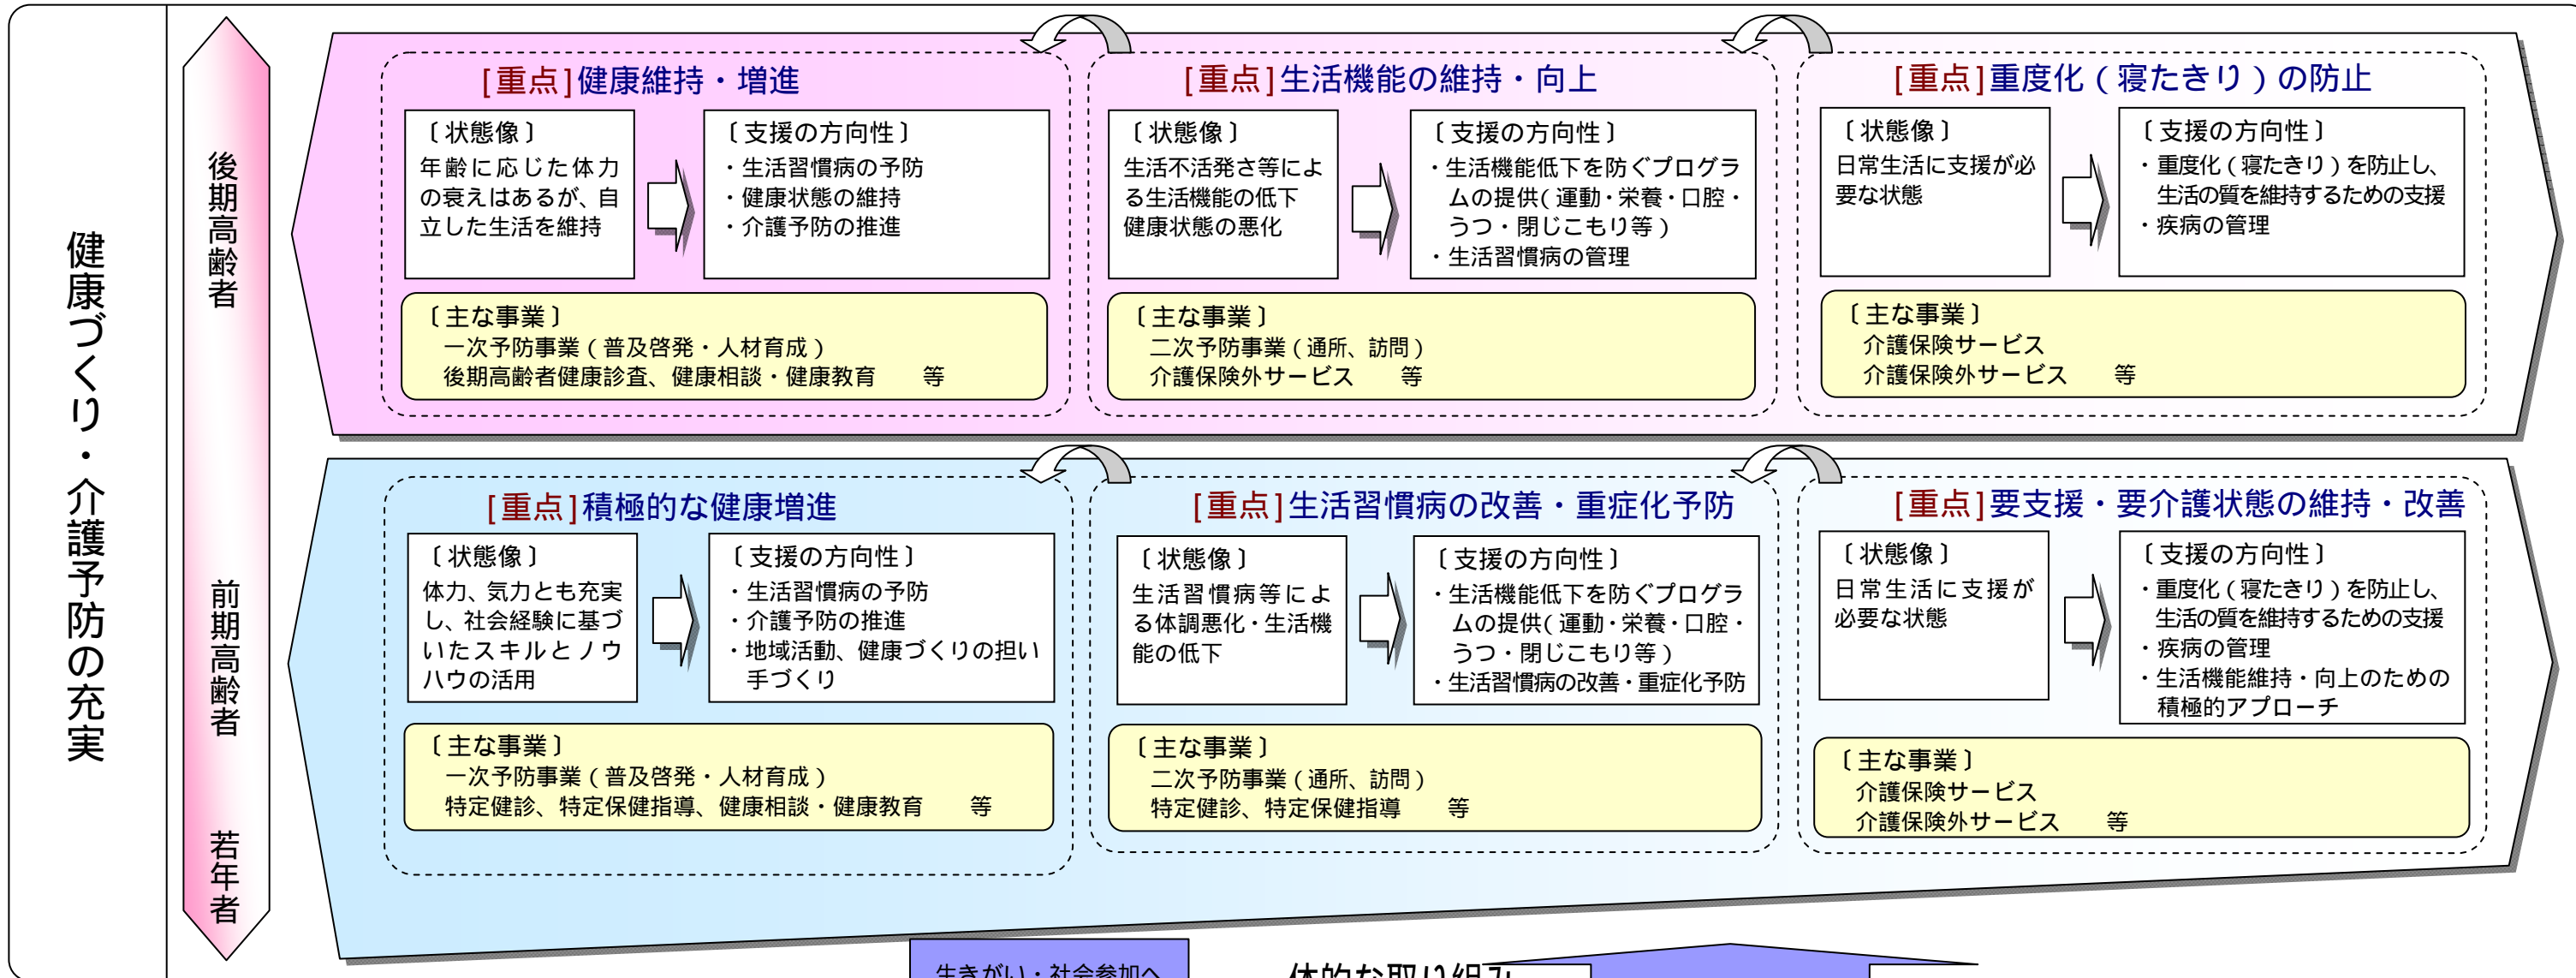 健康づくり・介護予防の充実
後期高齢者
前期高齢者
若年者
[重点]健康維持・増進
〔状態像〕
年齢に応じた体力
の衰えはあるが、自
立した生活を維持
〔支援の方向性〕
・生活習慣病の予防
・健康状態の維持
・介護予防の推進
〔主な事業〕
一次予防事業（普及啓発・人材育成）
後期高齢者健康診査、健康相談・健康教育　　等
[重点]生活機能の維持・向上
〔状態像〕
生活不活発さ等によ
る生活機能の低下
健康状態の悪化
〔支援の方向性〕
・生活機能低下を防ぐプログラ
ムの提供（運動・栄養・口腔・
うつ・閉じこもり等）
・生活習慣病の管理
〔主な事業〕
二次予防事業（通所、訪問）
介護保険外サービス　　等
[重点]重度化（寝たきり）の防止
〔状態像〕
日常生活に支援が必
要な状態
〔支援の方向性〕
・重度化（寝たきり）を防止し、
生活の質を維持するための支援
・疾病の管理
〔主な事業〕
介護保険サービス
介護保険外サービス　　等
[重点]積極的な健康増進
〔状態像〕
体力、気力とも充実
し、社会経験に基づ
いたスキルとノウ
ハウの活用
〔支援の方向性〕
・生活習慣病の予防
・介護予防の推進
・地域活動、健康づくりの担い
手づくり
〔主な事業〕
一次予防事業（普及啓発・人材育成）
特定健診、特定保健指導、健康相談・健康教育　　等
[重点]生活習慣病の改善・重症化予防
〔状態像〕
生活習慣病等によ
る体調悪化・生活機
能の低下
〔支援の方向性〕
・生活機能低下を防ぐプログラ
ムの提供（運動・栄養・口腔・
うつ・閉じこもり等）
・生活習慣病の改善・重症化予防
〔主な事業〕
二次予防事業（通所、訪問）
特定健診、特定保健指導　　等
[重点]要支援・要介護状態の維持・改善
〔状態像〕
日常生活に支援が
必要な状態
〔支援の方向性〕
・重度化（寝たきり）を防止し、
生活の質を維持するための支援
・疾病の管理
・生活機能維持・向上のための
積極的アプローチ
〔主な事業〕
介護保険サービス
介護保険外サービス　　等
生きがい・社会参加へ
体的な取り組み